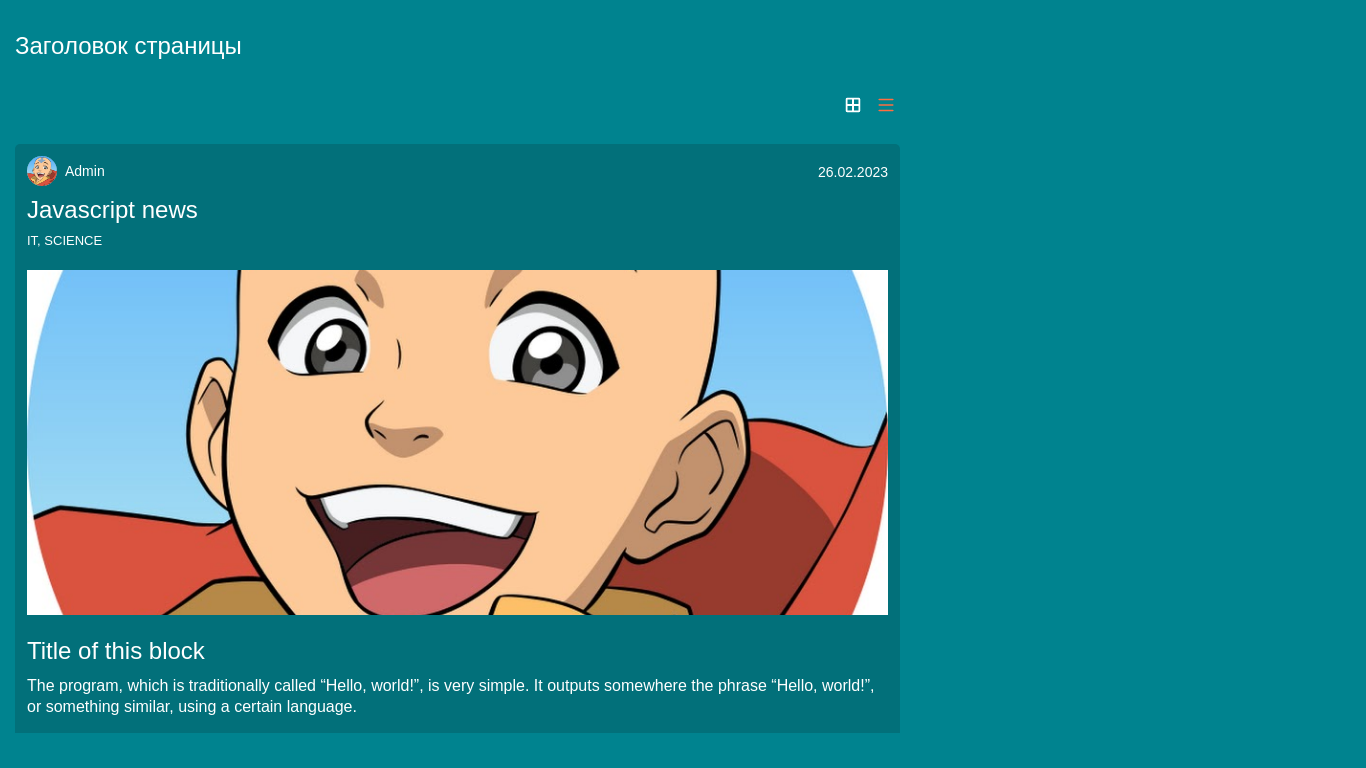 Заголовок страницы
Admin
26.02.2023
Javascript news
IT, SCIENCE
Title of this block
The program, which is traditionally called “Hello, world!”, is very simple. It outputs somewhere the phrase “Hello, world!”,
or something similar, using a certain language.